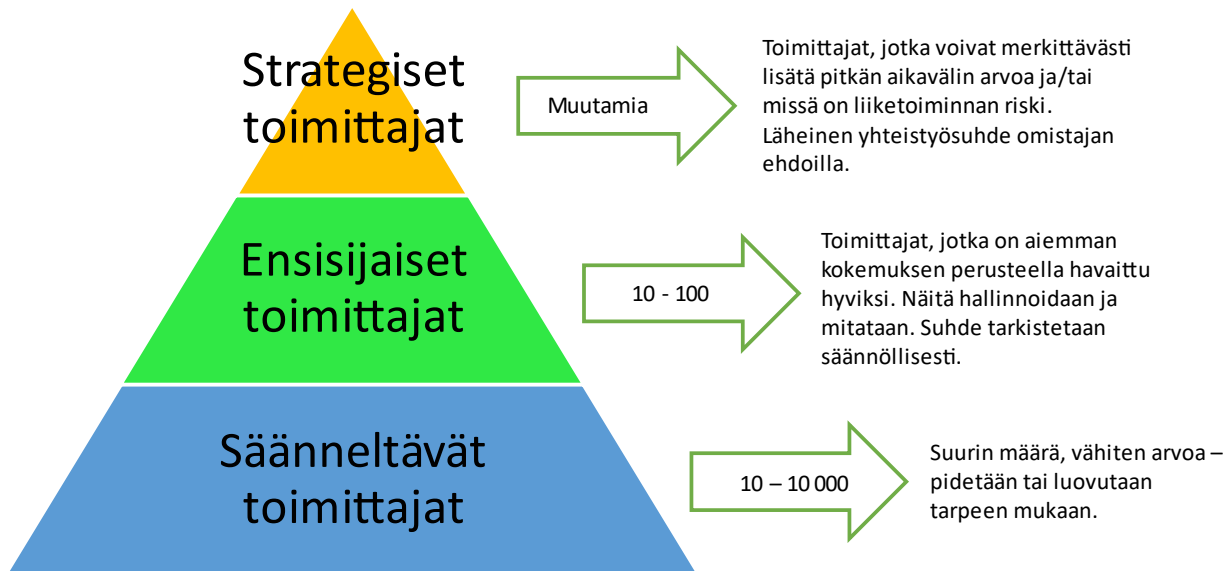 Strategiset
toimittajat
Muutamia
Toimittajat, jotka voivat merkittävästi
lisätä pitkän aikavälin arvoa ja/tai
missä on liiketoiminnan riski.
Läheinen yhteistyösuhde omistajan
ehdoilla.
Ensisijaiset
toimittajat
10 - 100
Toimittajat, jotka on aiemman
kokemuksen perusteella havaittu
hyviksi. Näitä hallinnoidaan ja
mitataan. Suhde tarkistetaan
säännöllisesti.
Säänneltävät
toimittajat
10 – 10 000
Suurin määrä, vähiten arvoa –
pidetään tai luovutaan
tarpeen mukaan.